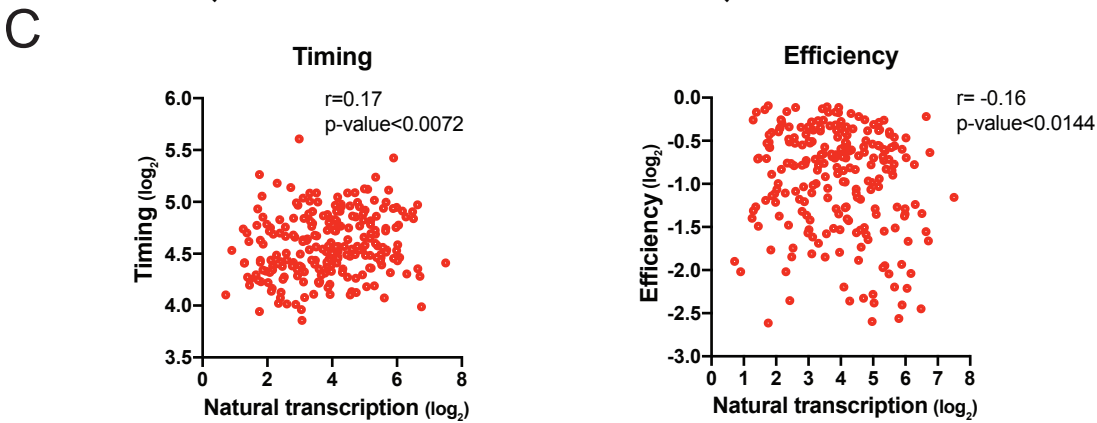 C
Timing
r=0.17
p-value<0.0072
6.0
5.5
5.0
4.5
4.0
3.5
Timing (log2)
0 2 4 6 8
Natural transcription (log2)
Efficiency
r= -0.16
p-value<0.0144
0.0
-0.5
-1.0
-1.5
-2.0
-2.5
-3.0
Efficiency (log2)
0 1 2 3 4 5 6 7 8
Natural transcription (log2)